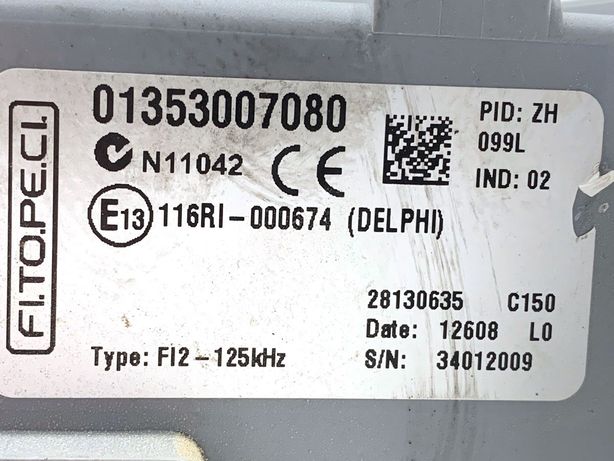 FI.TO.PE.C.I.
01353007080
N11042 CE
E13 116RI-000674 (DELPHI)
PID: ZH
099L
IND: 02
28130635 C150
Date: 12608 L0
Type: FI2-125kHz
S/N: 34012009